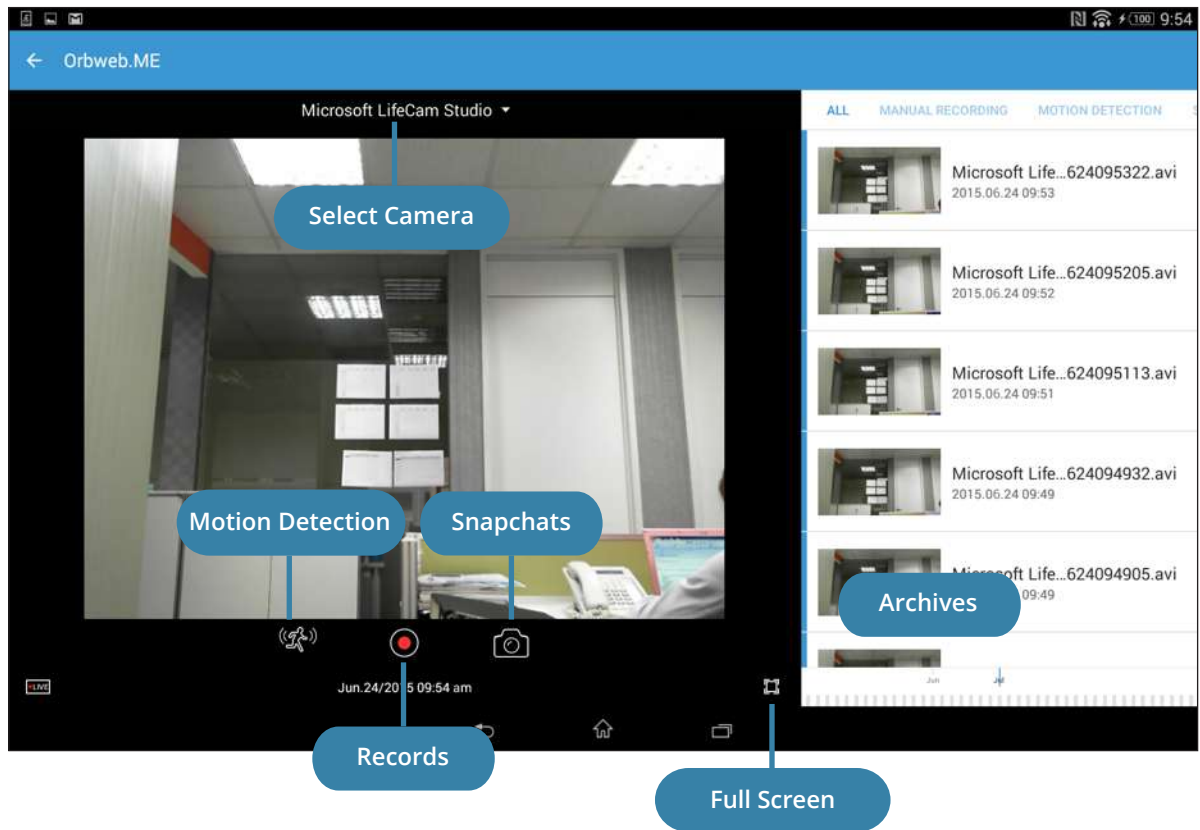 100 9:54
Orbweb.ME
Microsoft LifeCam Studio
Select Camera
Motion Detection
Snapchats
LIVE
Jun.24/20 5 09:54 am
Records
Full Screen
ALL MANUAL RECORDING MOTION DETECTION
Microsoft Life...624095322.avi
2015.06.24 09:53
Microsoft Life...624095205.avi
2015.06.24 09:52
Microsoft Life...624095113.avi
2015.06.24 09:51
Microsoft Life...624094932.avi
2015.06.24 09:49
Microsoft Life...624094905.avi
09:49
Archives
Jun